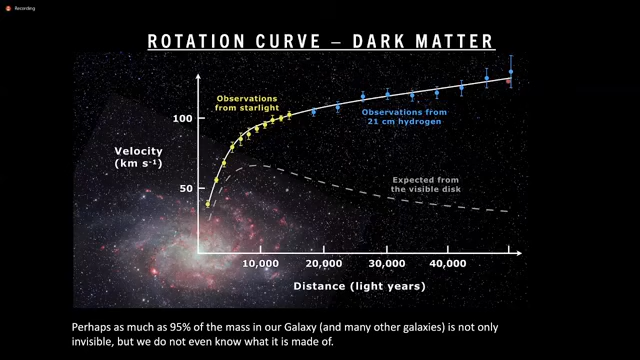 Recording
ROTATION CURVE – DARK MATTER
Observations
from starlight
100
Observations from
21 cm hydrogen
Velocity
(km s⁻¹)
Expected from
the visible disk
50
10,000 20,000 30,000 40,000
Distance (light years)
Perhaps as much as 95% of the mass in our Galaxy (and many other galaxies) is not only
invisible, but we do not even know what it is made of.